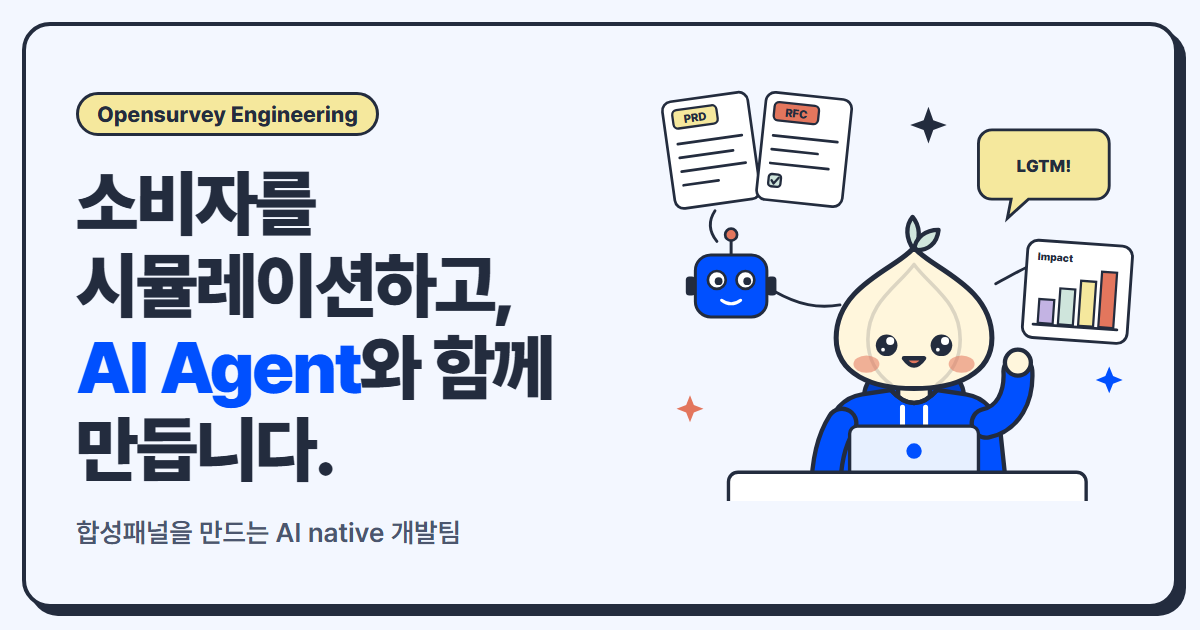 Opensurvey Engineering
소비자를
시뮬레이션하고,
AI Agent와 함께
만듭니다.
합성패널을 만드는 AI native 개발팀
PRD
RFC
LGTM!
Impact